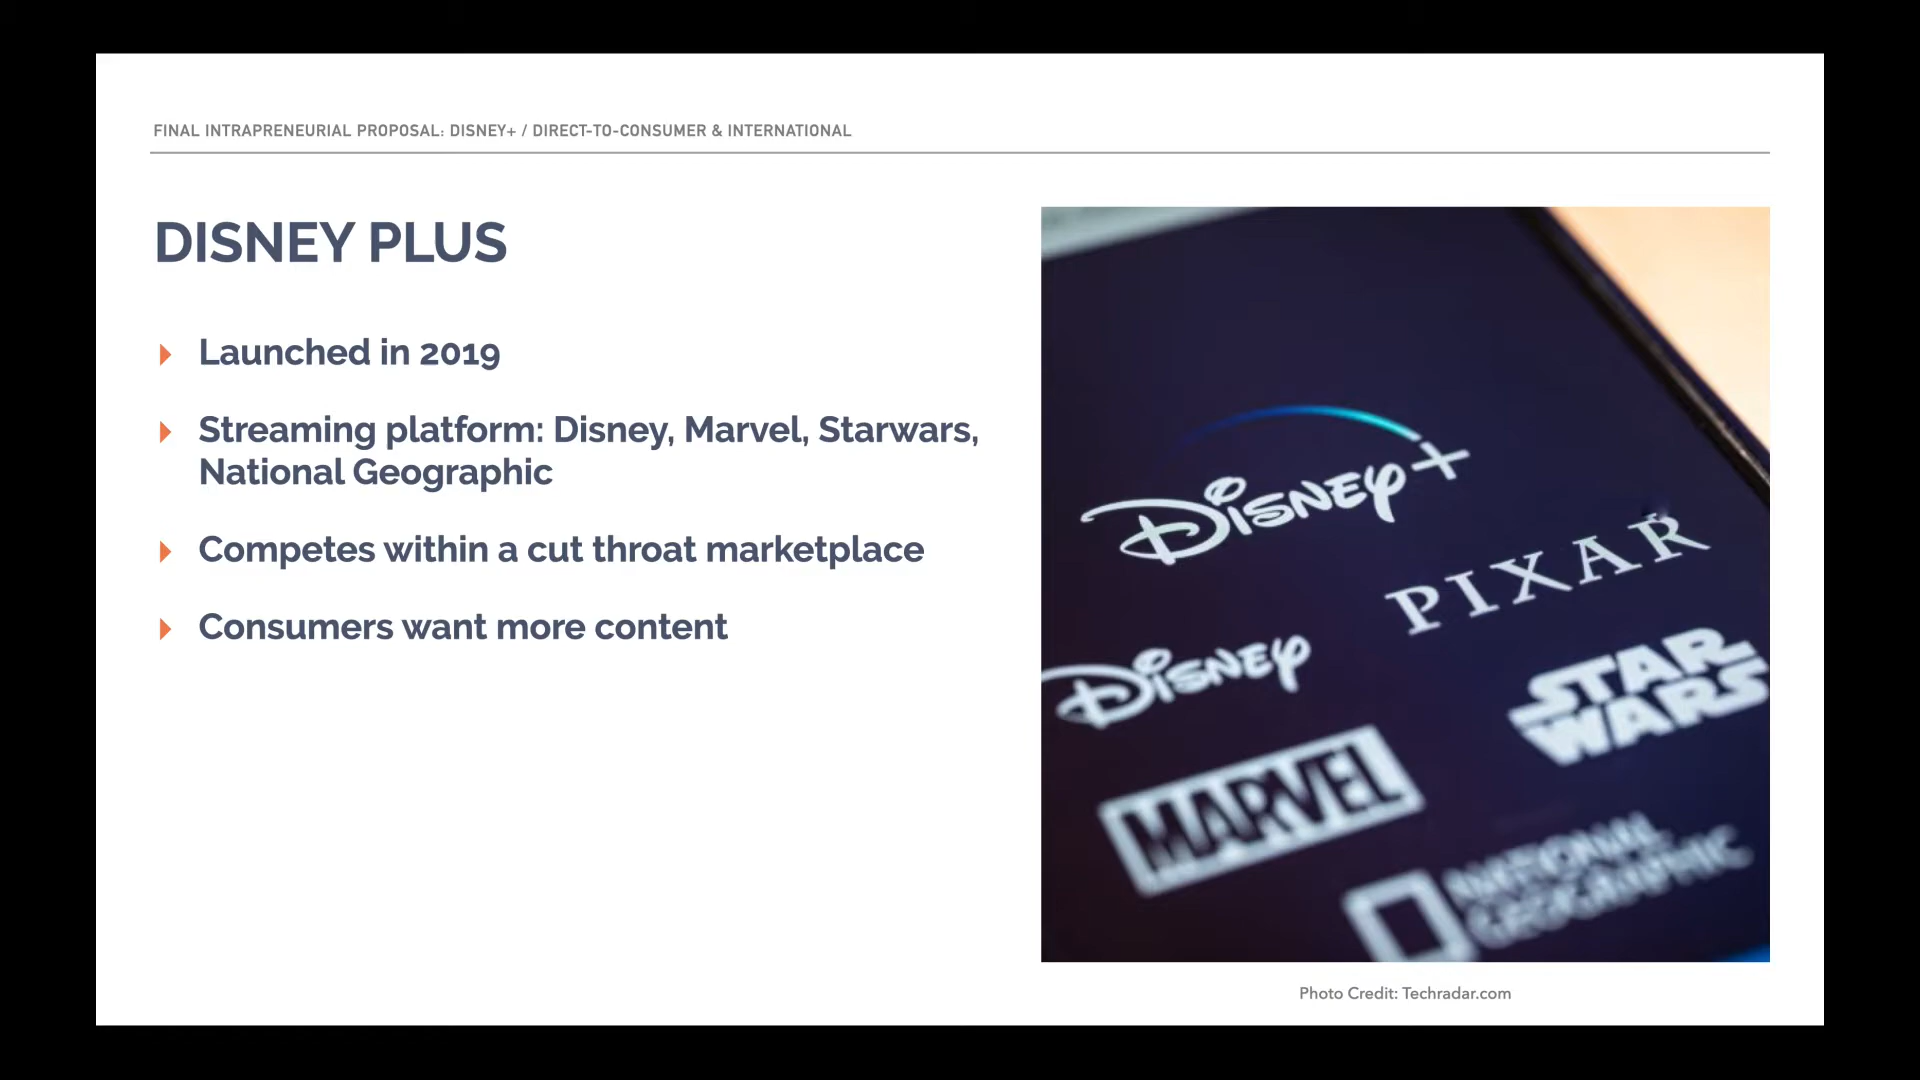 FINAL INTRAPRENEURIAL PROPOSAL: DISNEY+ / DIRECT-TO-CONSUMER & INTERNATIONAL
DISNEY PLUS
Launched in 2019
Streaming platform: Disney, Marvel, Starwars,
National Geographic
Competes within a cut throat marketplace
Consumers want more content
Disney+
PIXAR
Disney
STAR
WARS
MARVEL
NATIONAL
GEOGRAPHIC
Photo Credit: Techradar.com